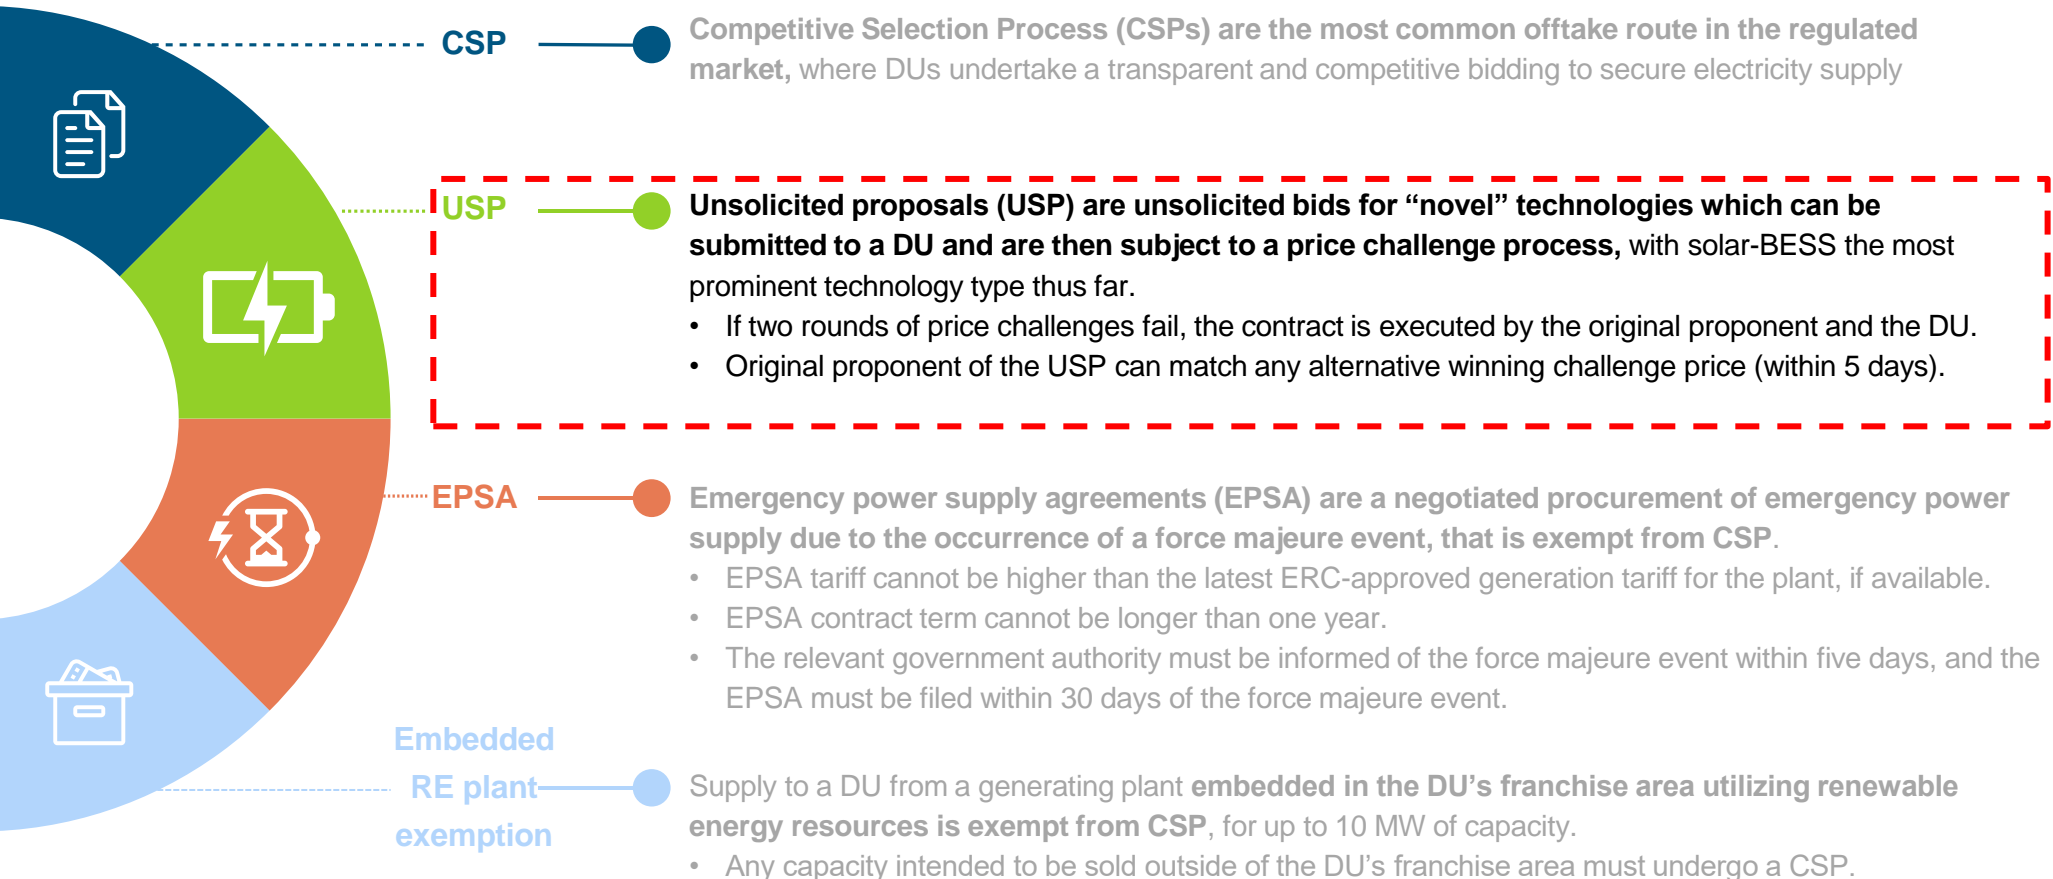 CSP
Competitive Selection Process (CSPs) are the most common offtake route in the regulated
market, where DUs undertake a transparent and competitive bidding to secure electricity supply
USP
Unsolicited proposals (USP) are unsolicited bids for “novel” technologies which can be
submitted to a DU and are then subject to a price challenge process, with solar-BESS the most
prominent technology type thus far.
• If two rounds of price challenges fail, the contract is executed by the original proponent and the DU.
• Original proponent of the USP can match any alternative winning challenge price (within 5 days).
EPSA
Emergency power supply agreements (EPSA) are a negotiated procurement of emergency power
supply due to the occurrence of a force majeure event, that is exempt from CSP.
• EPSA tariff cannot be higher than the latest ERC-approved generation tariff for the plant, if available.
• EPSA contract term cannot be longer than one year.
• The relevant government authority must be informed of the force majeure event within five days, and the
EPSA must be filed within 30 days of the force majeure event.
Embedded
RE plant
exemption
Supply to a DU from a generating plant embedded in the DU’s franchise area utilizing renewable
energy resources is exempt from CSP, for up to 10 MW of capacity.
• Any capacity intended to be sold outside of the DU’s franchise area must undergo a CSP.